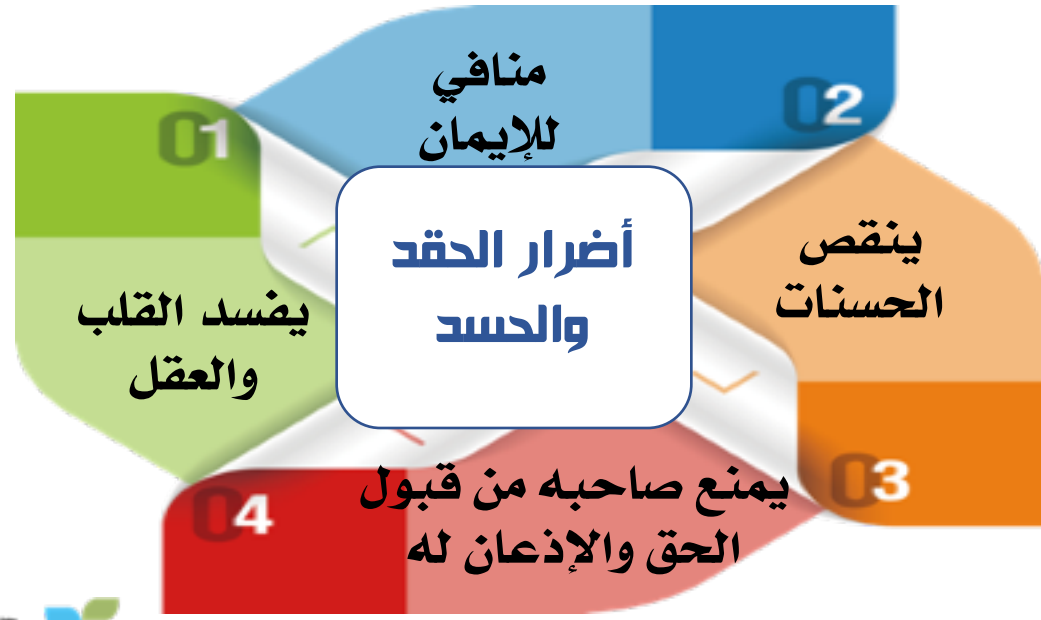 أضرار الحقد
والحسد
01
يفسد القلب
والعقل
02
منافي
للإيمان
03
ينقص
الحسنات
04
يمنع صاحبه من قبول
الحق والإذعان له